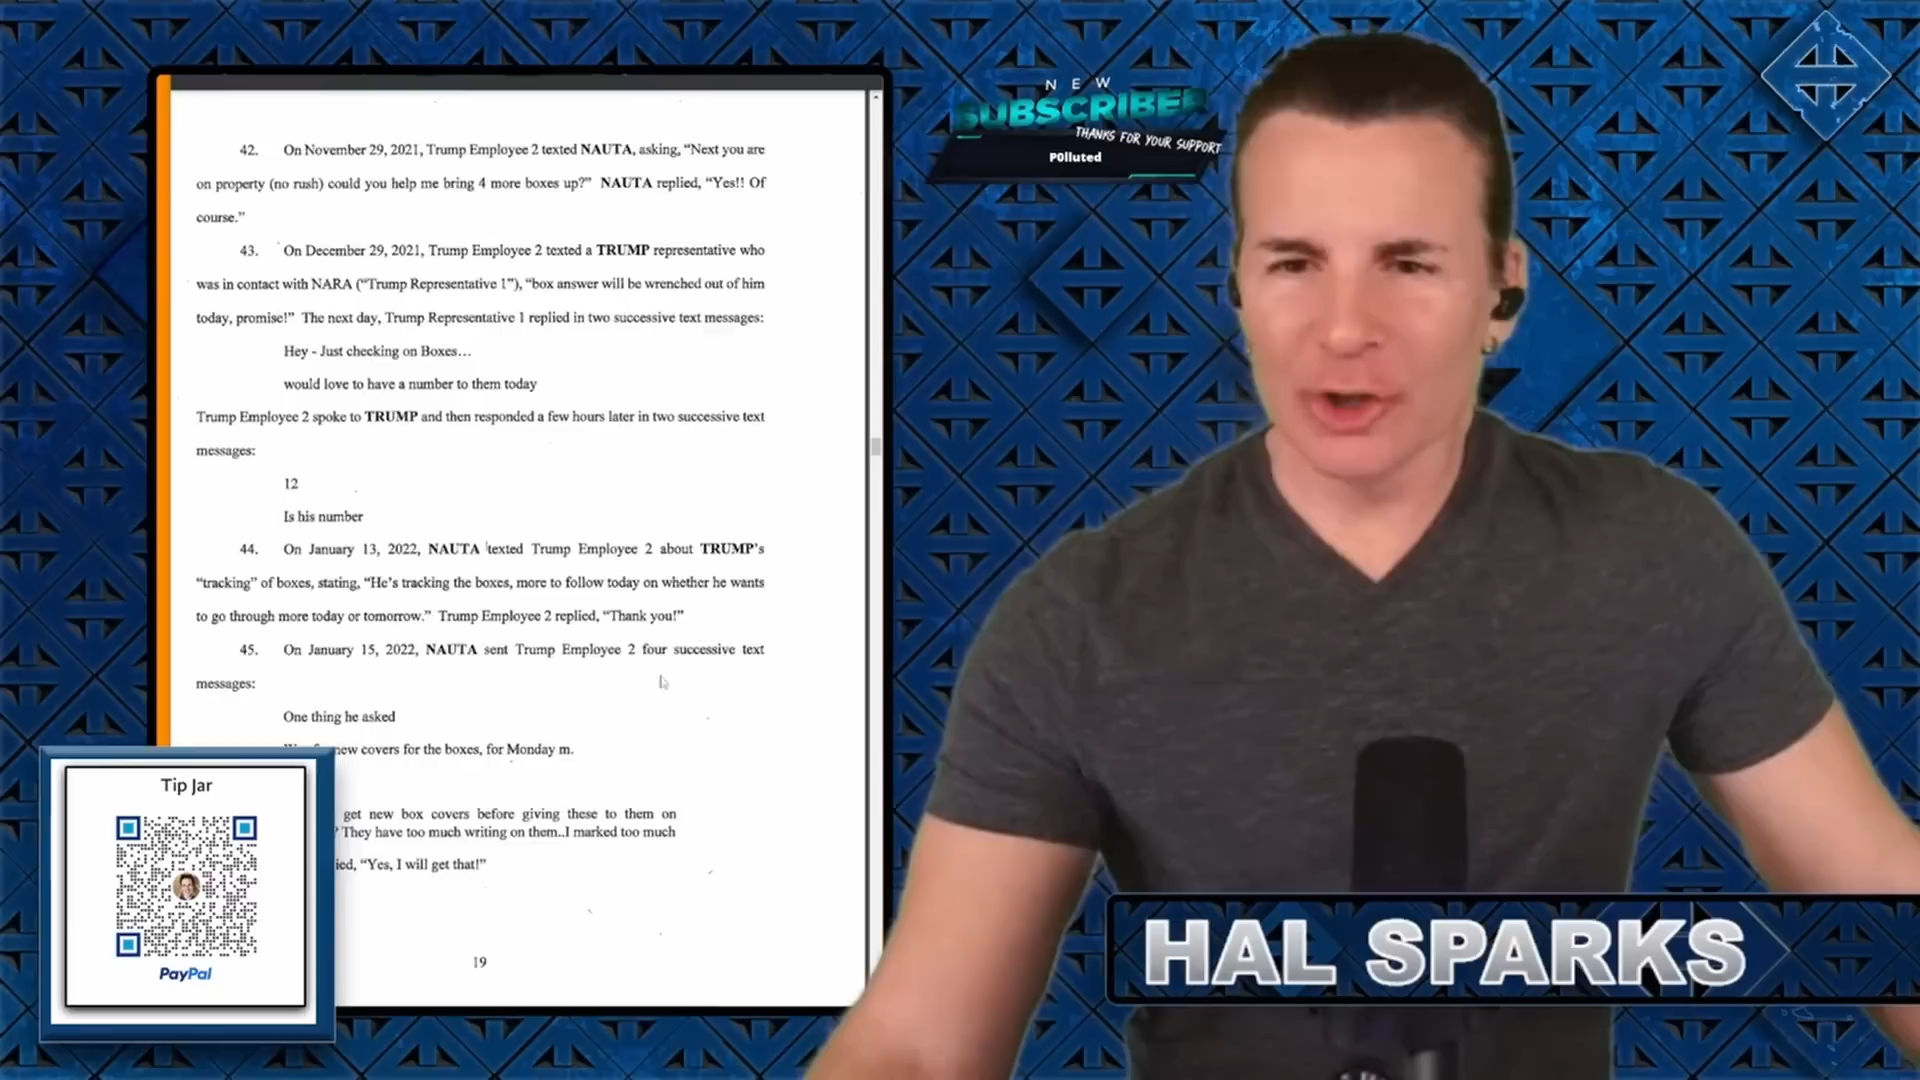 42. On November 29, 2021, Trump Employee 2 texted NAUTA, asking, “Next you are
on property (no rush) could you help me bring 4 more boxes up?” NAUTA replied, “Yes!! Of
course.”
43. On December 29, 2021, Trump Employee 2 texted a TRUMP representative who
was in contact with NARA (“Trump Representative 1”), “box answer will be wrenched out of him
today, promise!” The next day, Trump Representative 1 replied in two successive text messages:
Hey - Just checking on Boxes…
would love to have a number to them today
Trump Employee 2 spoke to TRUMP and then responded a few hours later in two successive text
messages:
12
Is his number
44. On January 13, 2022, NAUTA texted Trump Employee 2 about TRUMP's
“tracking” of boxes, stating, “He's tracking the boxes, more to follow today on whether he wants
to go through more today or tomorrow.” Trump Employee 2 replied, “Thank you!”
45. On January 15, 2022, NAUTA sent Trump Employee 2 four successive text
messages:
One thing he asked
new covers for the boxes, for Monday m.
get new box covers before giving these to them on
They have too much writing on them..I marked too much
“Yes, I will get that!”
19
NEW
SUBSCRIBER
THANKS FOR YOUR SUPPORT
P0lluted
Tip Jar
PayPal
HAL SPARKS